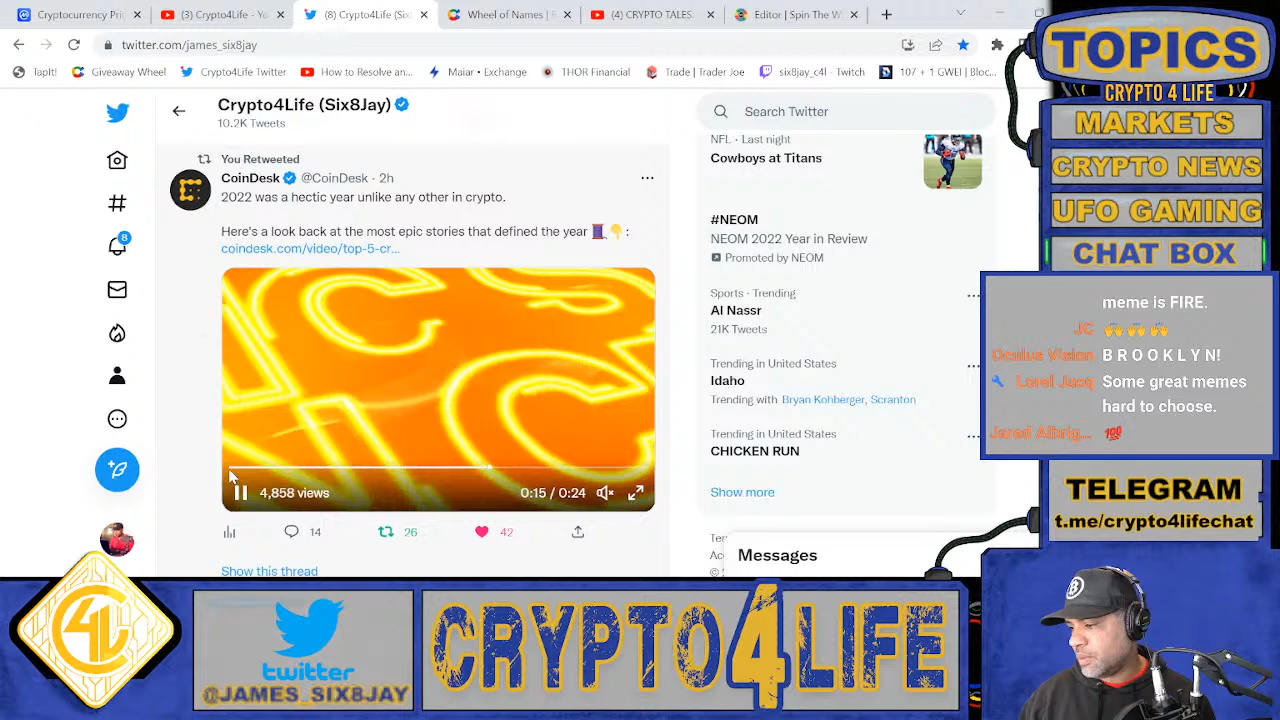 Cryptocurrency Pri
(3) Crypto4Life - Yo
(8) Crypto4Life (Six
Wheel of Names | R
(4) CRYPTO TALES
Editor | Spin The W
twitter.com/james_six8jay
TapIt!
Giveaway Wheel
Crypto4Life Twitter
How to Resolve an...
Maiar • Exchange
THOR Financial
Trade | Trader Joe
six8jay_c4l - Twitch
107 + 1 GWEI | Bloc...
Crypto4Life (Six8Jay)
10.2K Tweets
You Retweeted
CoinDesk @CoinDesk · 2h
2022 was a hectic year unlike any other in crypto.
Here's a look back at the most epic stories that defined the year 🧵👇:
coindesk.com/video/top-5-cr...
4,858 views
0:15 / 0:24
14
26
42
Show this thread
8
Search Twitter
NFL · Last night
Cowboys at Titans
#NEOM
NEOM 2022 Year in Review
Promoted by NEOM
Sports · Trending
Al Nassr
21K Tweets
Trending in United States
Idaho
Trending with Bryan Kohberger, Scranton
Trending in United States
CHICKEN RUN
Show more
Messages
TOPICS
CRYPTO 4 LIFE
MARKETS
CRYPTO NEWS
UFO GAMING
CHAT BOX
meme is FIRE.
JC 🙌🙌🙌
Oculus Vision B R O O K L Y N!
Lorel Jucq Some great memes
hard to choose.
Jared Albrig... 💯
TELEGRAM
t.me/crypto4lifechat
C4L
twitter
@JAMES_SIX8JAY
CRYPTO4LIFE